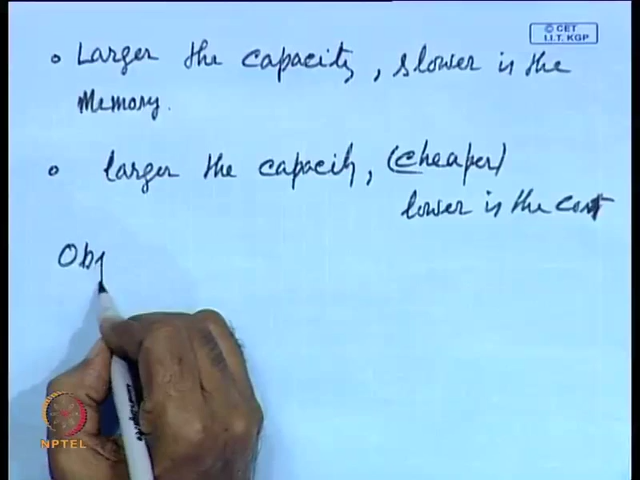 © CET
I.I.T. KGP
• Larger the capacity, slower is the
Memory.
• larger the capacity, (cheaper)
lower is the cost
Obj
NPTEL